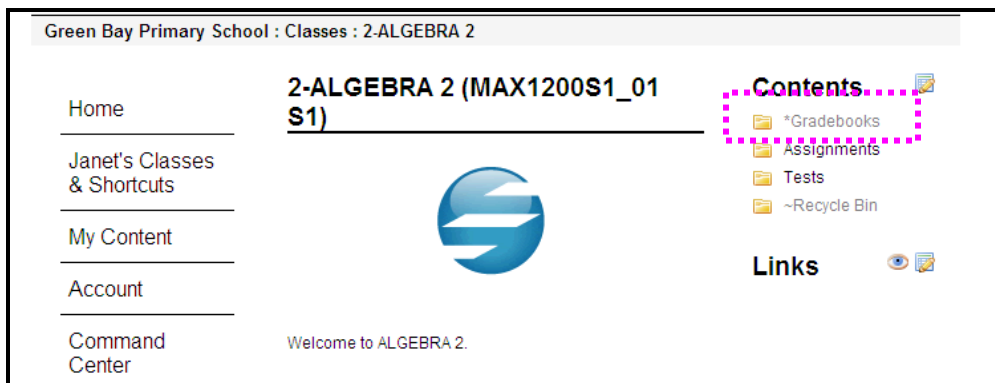 Green Bay Primary School : Classes : 2-ALGEBRA 2
Home
Janet's Classes
& Shortcuts
My Content
Account
Command
Center
2-ALGEBRA 2 (MAX1200S1_01
S1)
Welcome to ALGEBRA 2.
Contents
*Gradebooks
Assignments
Tests
~Recycle Bin
Links